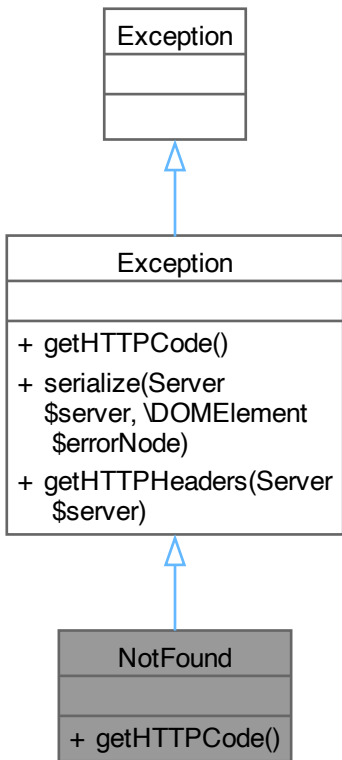 Exception
Exception
+ getHTTPCode()
+ serialize(Server
$server, \DOMElement
$errorNode)
+ getHTTPHeaders(Server
$server)
NotFound
+ getHTTPCode()